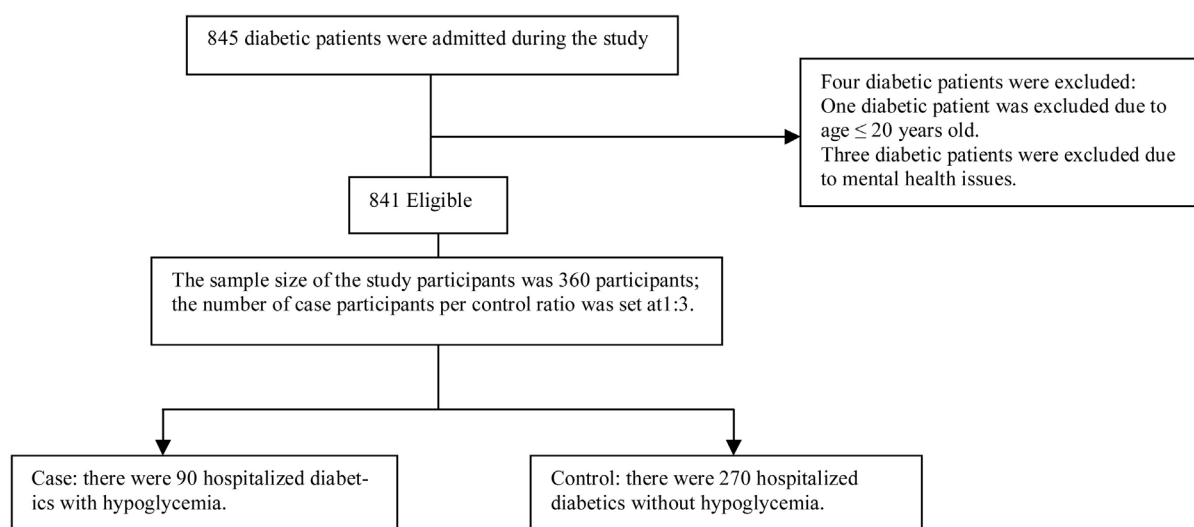 845 diabetic patients were admitted during the study
Four diabetic patients were excluded:
One diabetic patient was excluded due to
age ≤ 20 years old.
Three diabetic patients were excluded due
to mental health issues.
841 Eligible
The sample size of the study participants was 360 participants;
the number of case participants per control ratio was set at1:3.
Case: there were 90 hospitalized diabet-
ics with hypoglycemia.
Control: there were 270 hospitalized
diabetics without hypoglycemia.